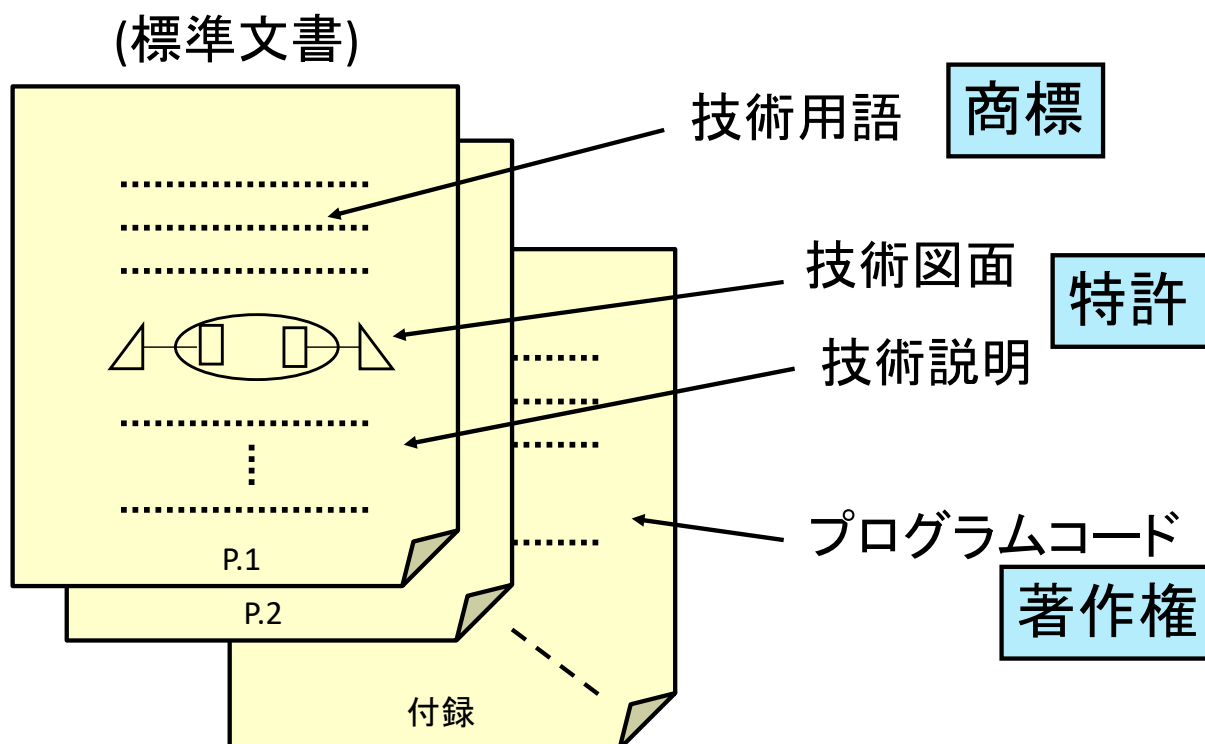 (標準文書)
技術用語
商標
技術図面
特許
技術説明
プログラムコード
著作権
P.1
P.2
付録